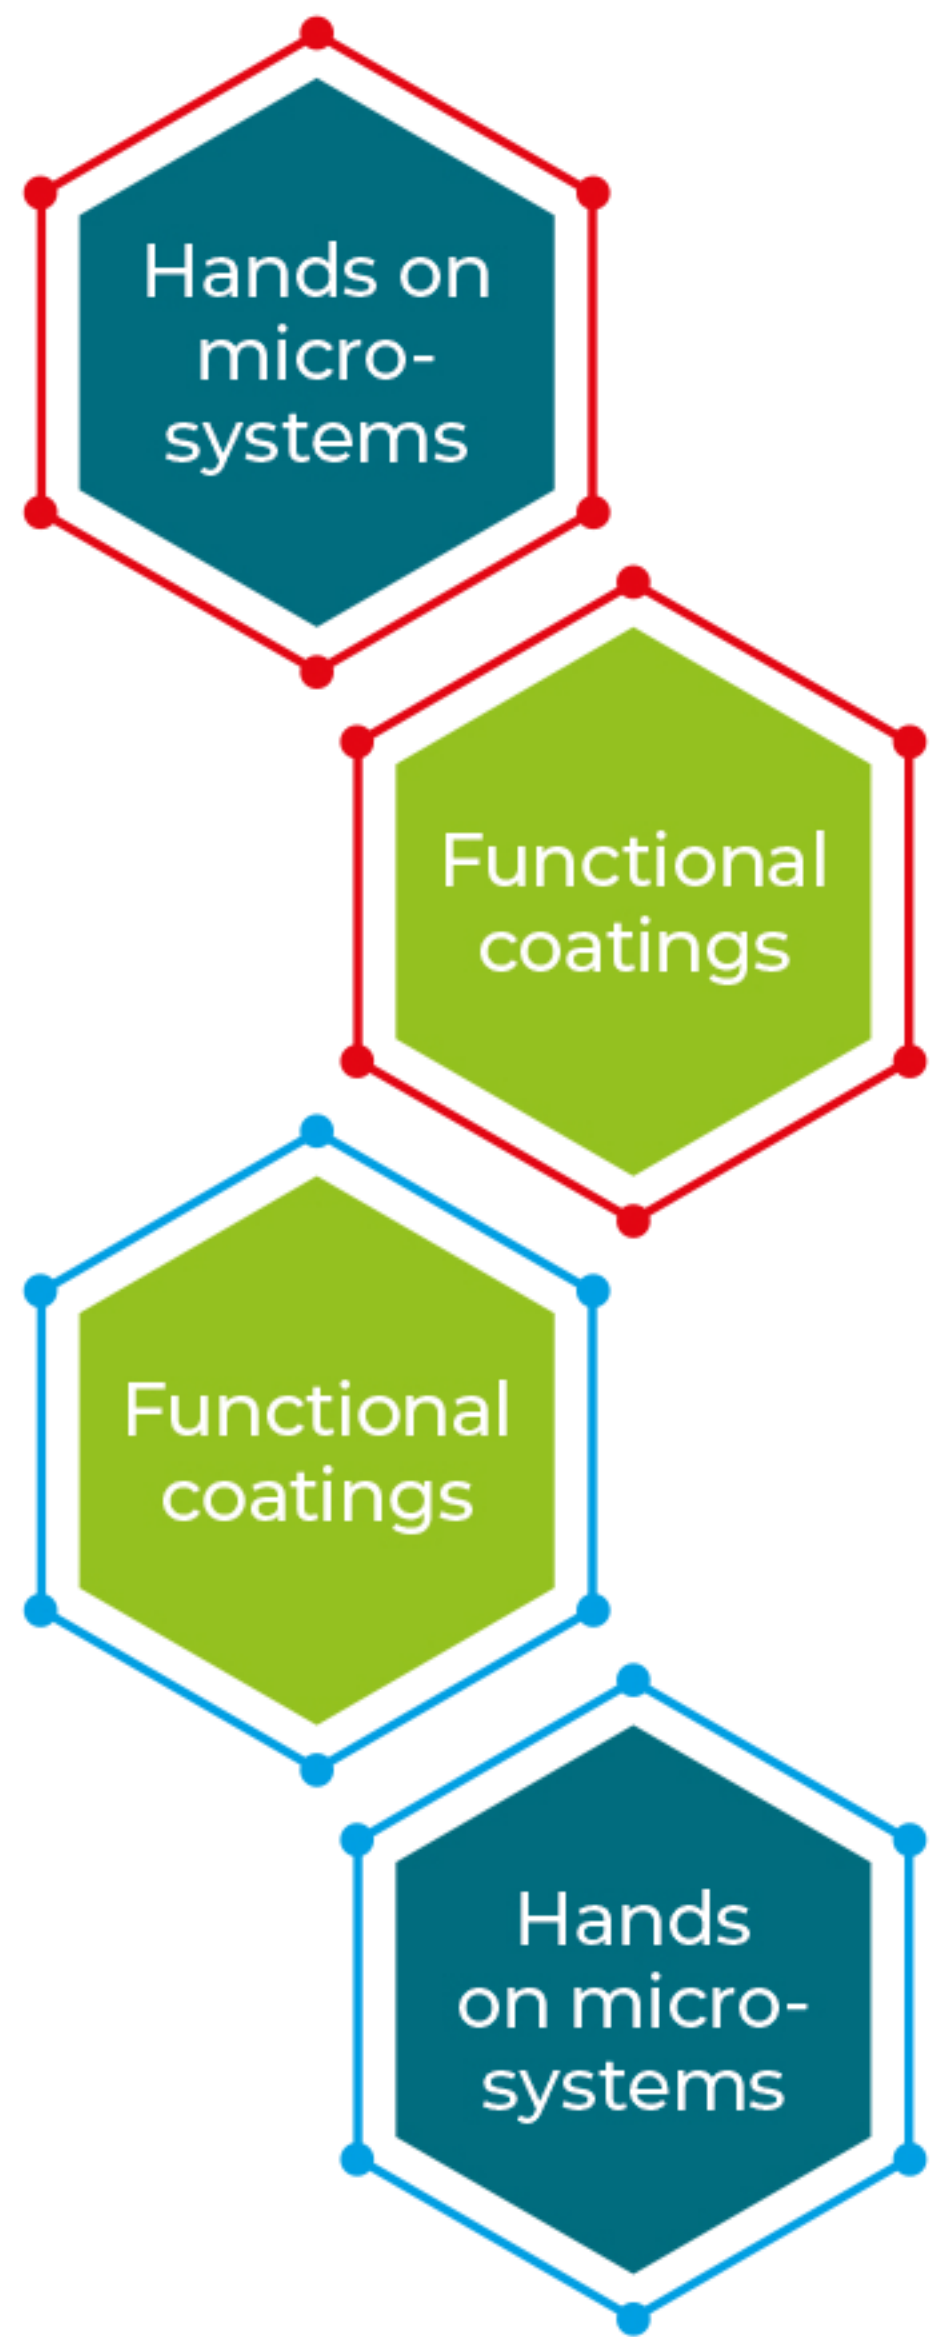 Hands on
micro-
systems
Functional
coatings
Functional
coatings
Hands
on micro-
systems